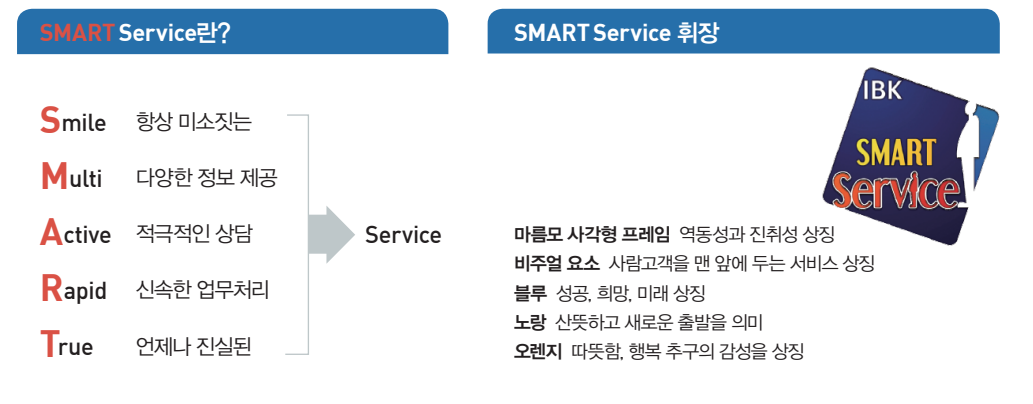 SMART Service란?
Smile 항상 미소짓는
Multi 다양한 정보 제공
Active 적극적인 상담
Rapid 신속한 업무처리
True 언제나 진실된
Service
SMART Service 휘장
IBK
SMART
Service
마름모 사각형 프레임 역동성과 진취성 상징
비주얼 요소 사람고객을 맨 앞에 두는 서비스 상징
블루 성공, 희망, 미래 상징
노랑 산뜻하고 새로운 출발을 의미
오렌지 따뜻함, 행복 추구의 감성을 상징